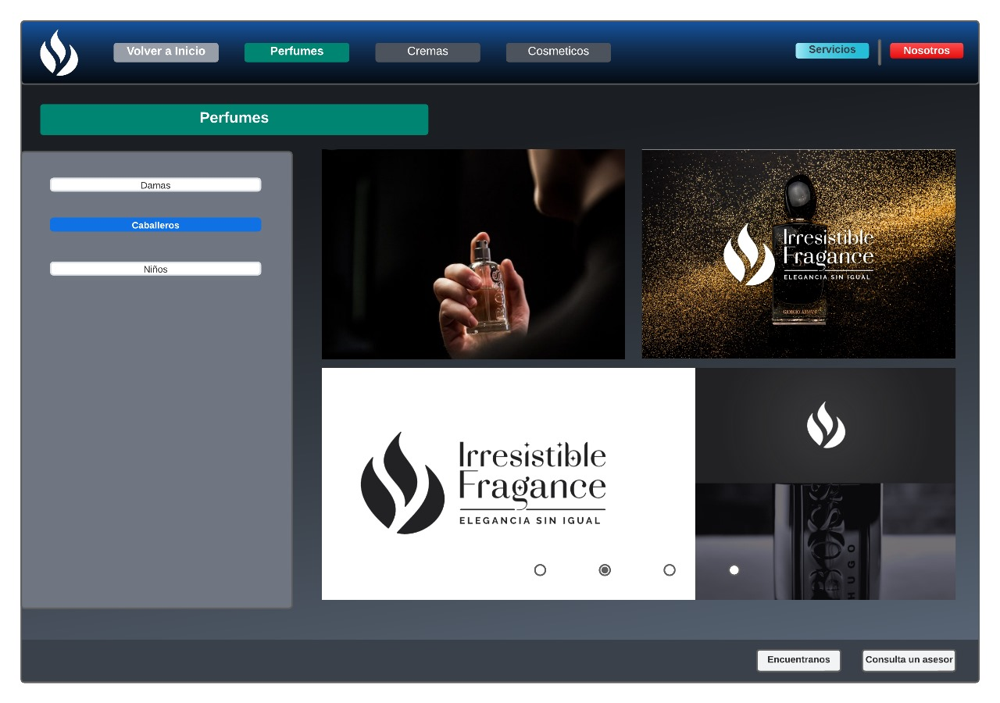 Volver a Inicio
Perfumes
Cremas
Cosmeticos
Servicios
Nosotros
Perfumes
Damas
Caballeros
Niños
BOSS
Irresistible
Fragance
ELEGANCIA SIN IGUAL
GIORGIO ARMANI
Irresistible
Fragance
ELEGANCIA SIN IGUAL
BOSS
HUGO
Encuentranos
Consulta un asesor